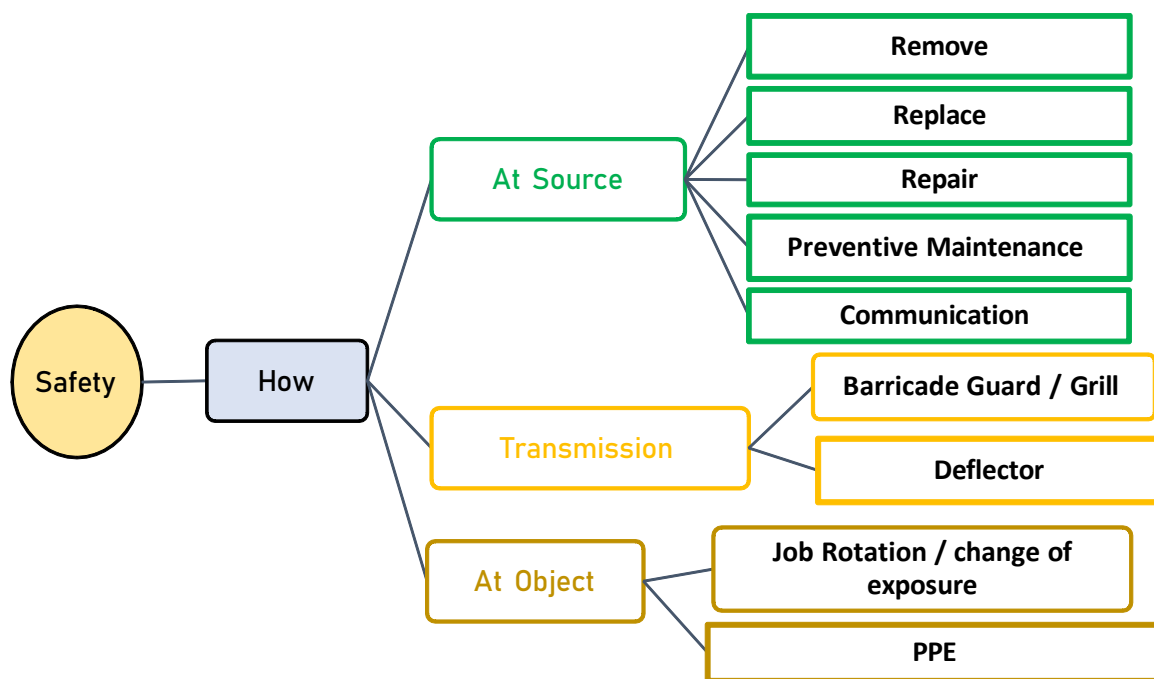 Safety
How
At Source
Remove
Replace
Repair
Preventive Maintenance
Communication
Transmission
Barricade Guard / Grill
Deflector
At Object
Job Rotation / change of
exposure
PPE